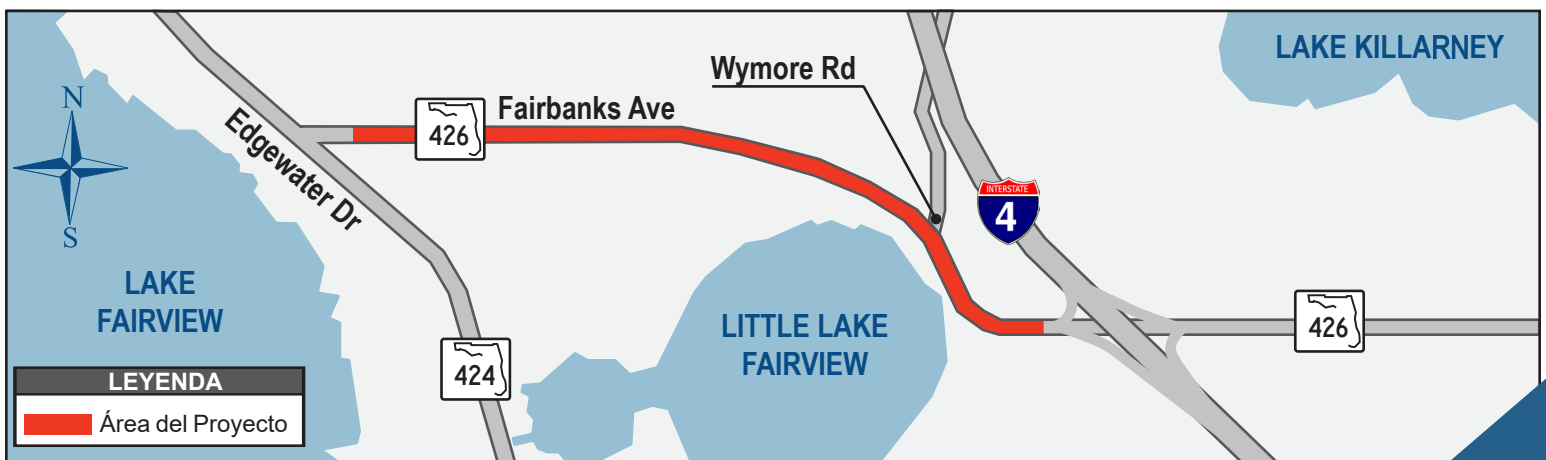 LAKE KILLARNEY
Wymore Rd
N
S
426
Fairbanks Ave
Edgewater Dr
INTERSTATE
4
LAKE
FAIRVIEW
LITTLE LAKE
FAIRVIEW
426
424
LEYENDA
Área del Proyecto